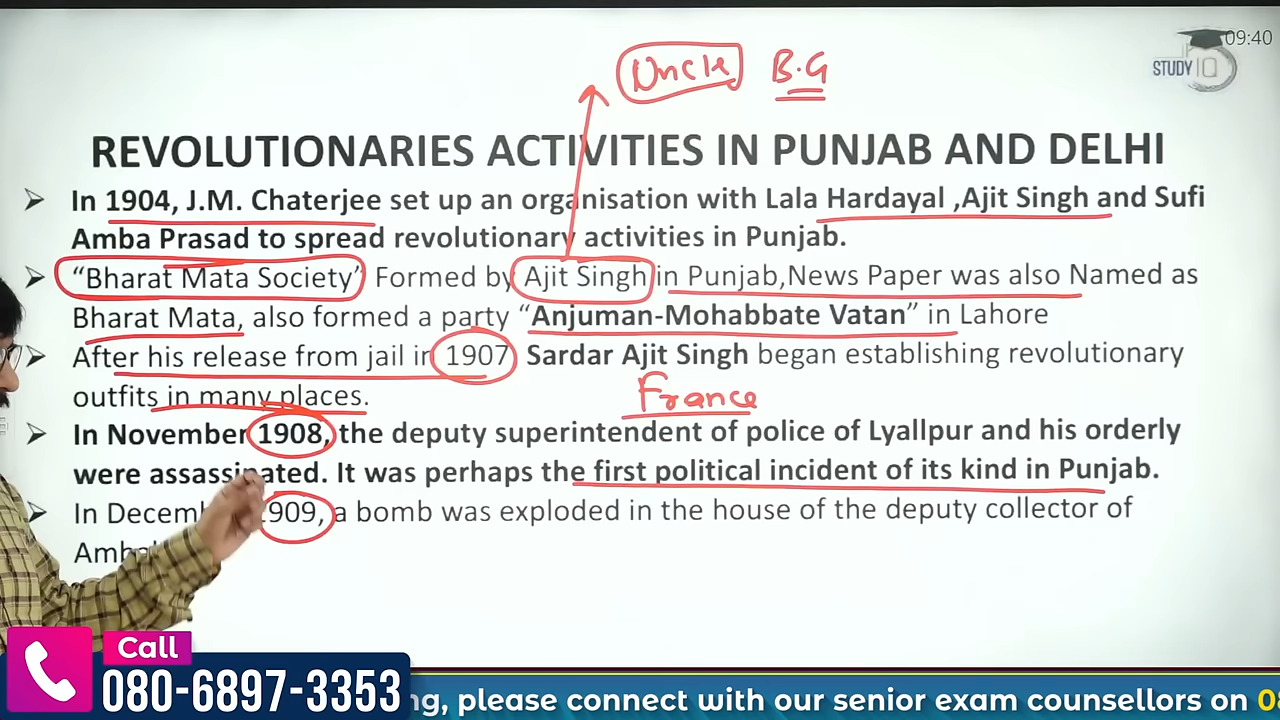 09:40
STUDY IQ
Uncle B.G
REVOLUTIONARIES ACTIVITIES IN PUNJAB AND DELHI
➢ In 1904, J.M. Chaterjee set up an organisation with Lala Hardayal ,Ajit Singh and Sufi
Amba Prasad to spread revolutionary activities in Punjab.
➢ “Bharat Mata Society” Formed by Ajit Singh in Punjab,News Paper was also Named as
Bharat Mata, also formed a party “Anjuman-Mohabbate Vatan” in Lahore
➢ After his release from jail in 1907 Sardar Ajit Singh began establishing revolutionary
outfits in many places.
France
➢ In November 1908, the deputy superintendent of police of Lyallpur and his orderly
were assassinated. It was perhaps the first political incident of its kind in Punjab.
➢ In Decem 1909, a bomb was exploded in the house of the deputy collector of
Amb
Call
080-6897-3353
ng, please connect with our senior exam counsellors on 08